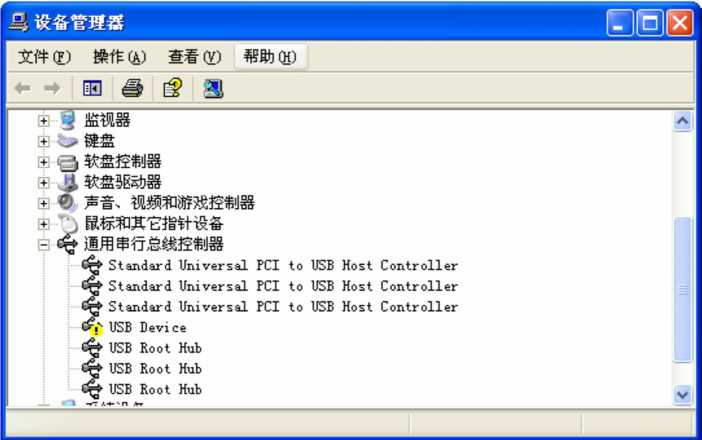 设备管理器
文件(F) 操作(A) 查看(V) 帮助(H)
监视器
键盘
软盘控制器
软盘驱动器
声音、视频和游戏控制器
鼠标和其它指针设备
通用串行总线控制器
Standard Universal PCI to USB Host Controller
Standard Universal PCI to USB Host Controller
Standard Universal PCI to USB Host Controller
USB Device
USB Root Hub
USB Root Hub
USB Root Hub